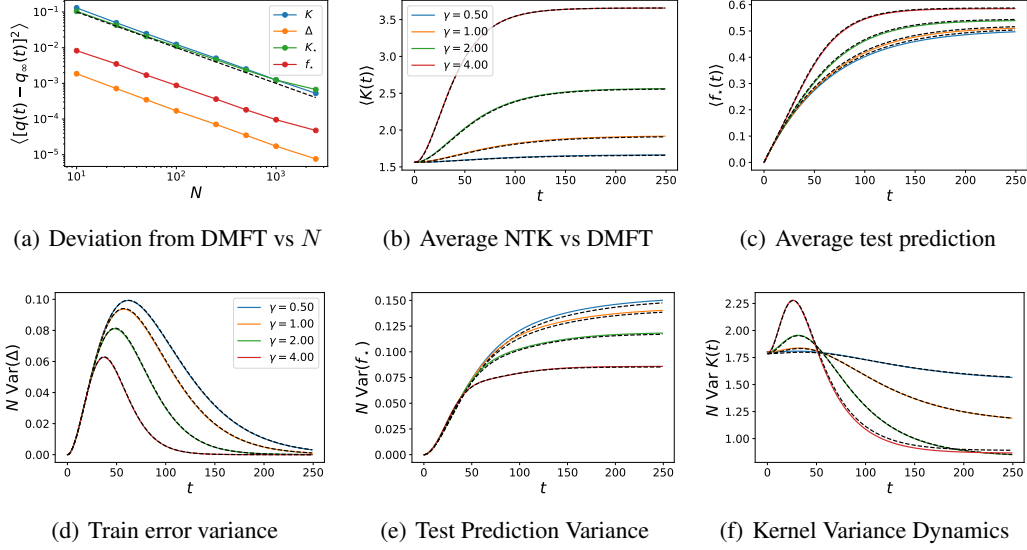 ⟨[q(t) − q∞(t)]²⟩
10⁻¹
10⁻²
10⁻³
10⁻⁴
10⁻⁵
K
Δ
K⋆
f⋆
10¹
10²
10³
N
(a) Deviation from DMFT vs N
⟨K(t)⟩
3.5
3.0
2.5
2.0
1.5
γ = 0.50
γ = 1.00
γ = 2.00
γ = 4.00
0 50 100 150 200 250
t
(b) Average NTK vs DMFT
⟨f⋆(t)⟩
0.6
0.5
0.4
0.3
0.2
0.1
0.0
0 50 100 150 200 250
t
(c) Average test prediction
N Var(Δ)
0.10
0.08
0.06
0.04
0.02
0.00
γ = 0.50
γ = 1.00
γ = 2.00
γ = 4.00
0 50 100 150 200 250
t
(d) Train error variance
N Var(f⋆)
0.150
0.125
0.100
0.075
0.050
0.025
0.000
0 50 100 150 200 250
t
(e) Test Prediction Variance
N Var K(t)
2.25
2.00
1.75
1.50
1.25
1.00
0 50 100 150 200 250
t
(f) Kernel Variance Dynamics